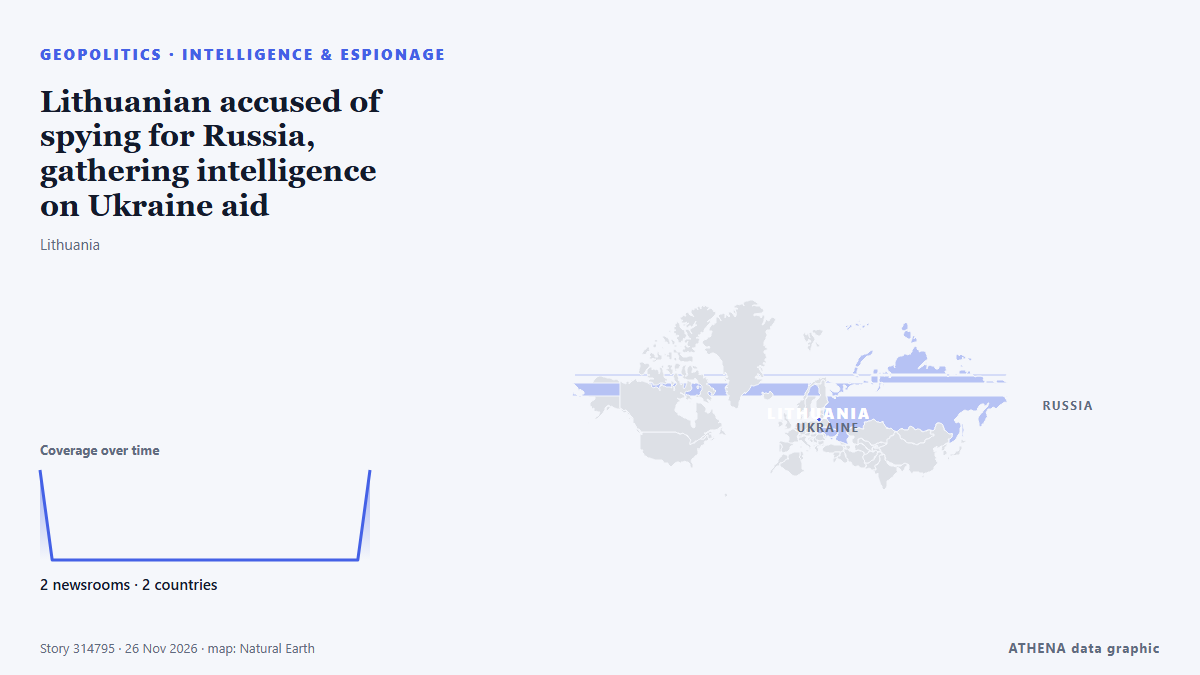 GEOPOLITICS · INTELLIGENCE & ESPIONAGE
Lithuanian accused of
spying for Russia,
gathering intelligence
on Ukraine aid
Lithuania
LITHUANIA
UKRAINE
RUSSIA
Coverage over time
2 newsrooms · 2 countries
Story 314795 · 26 Nov 2026 · map: Natural Earth
ATHENA data graphic